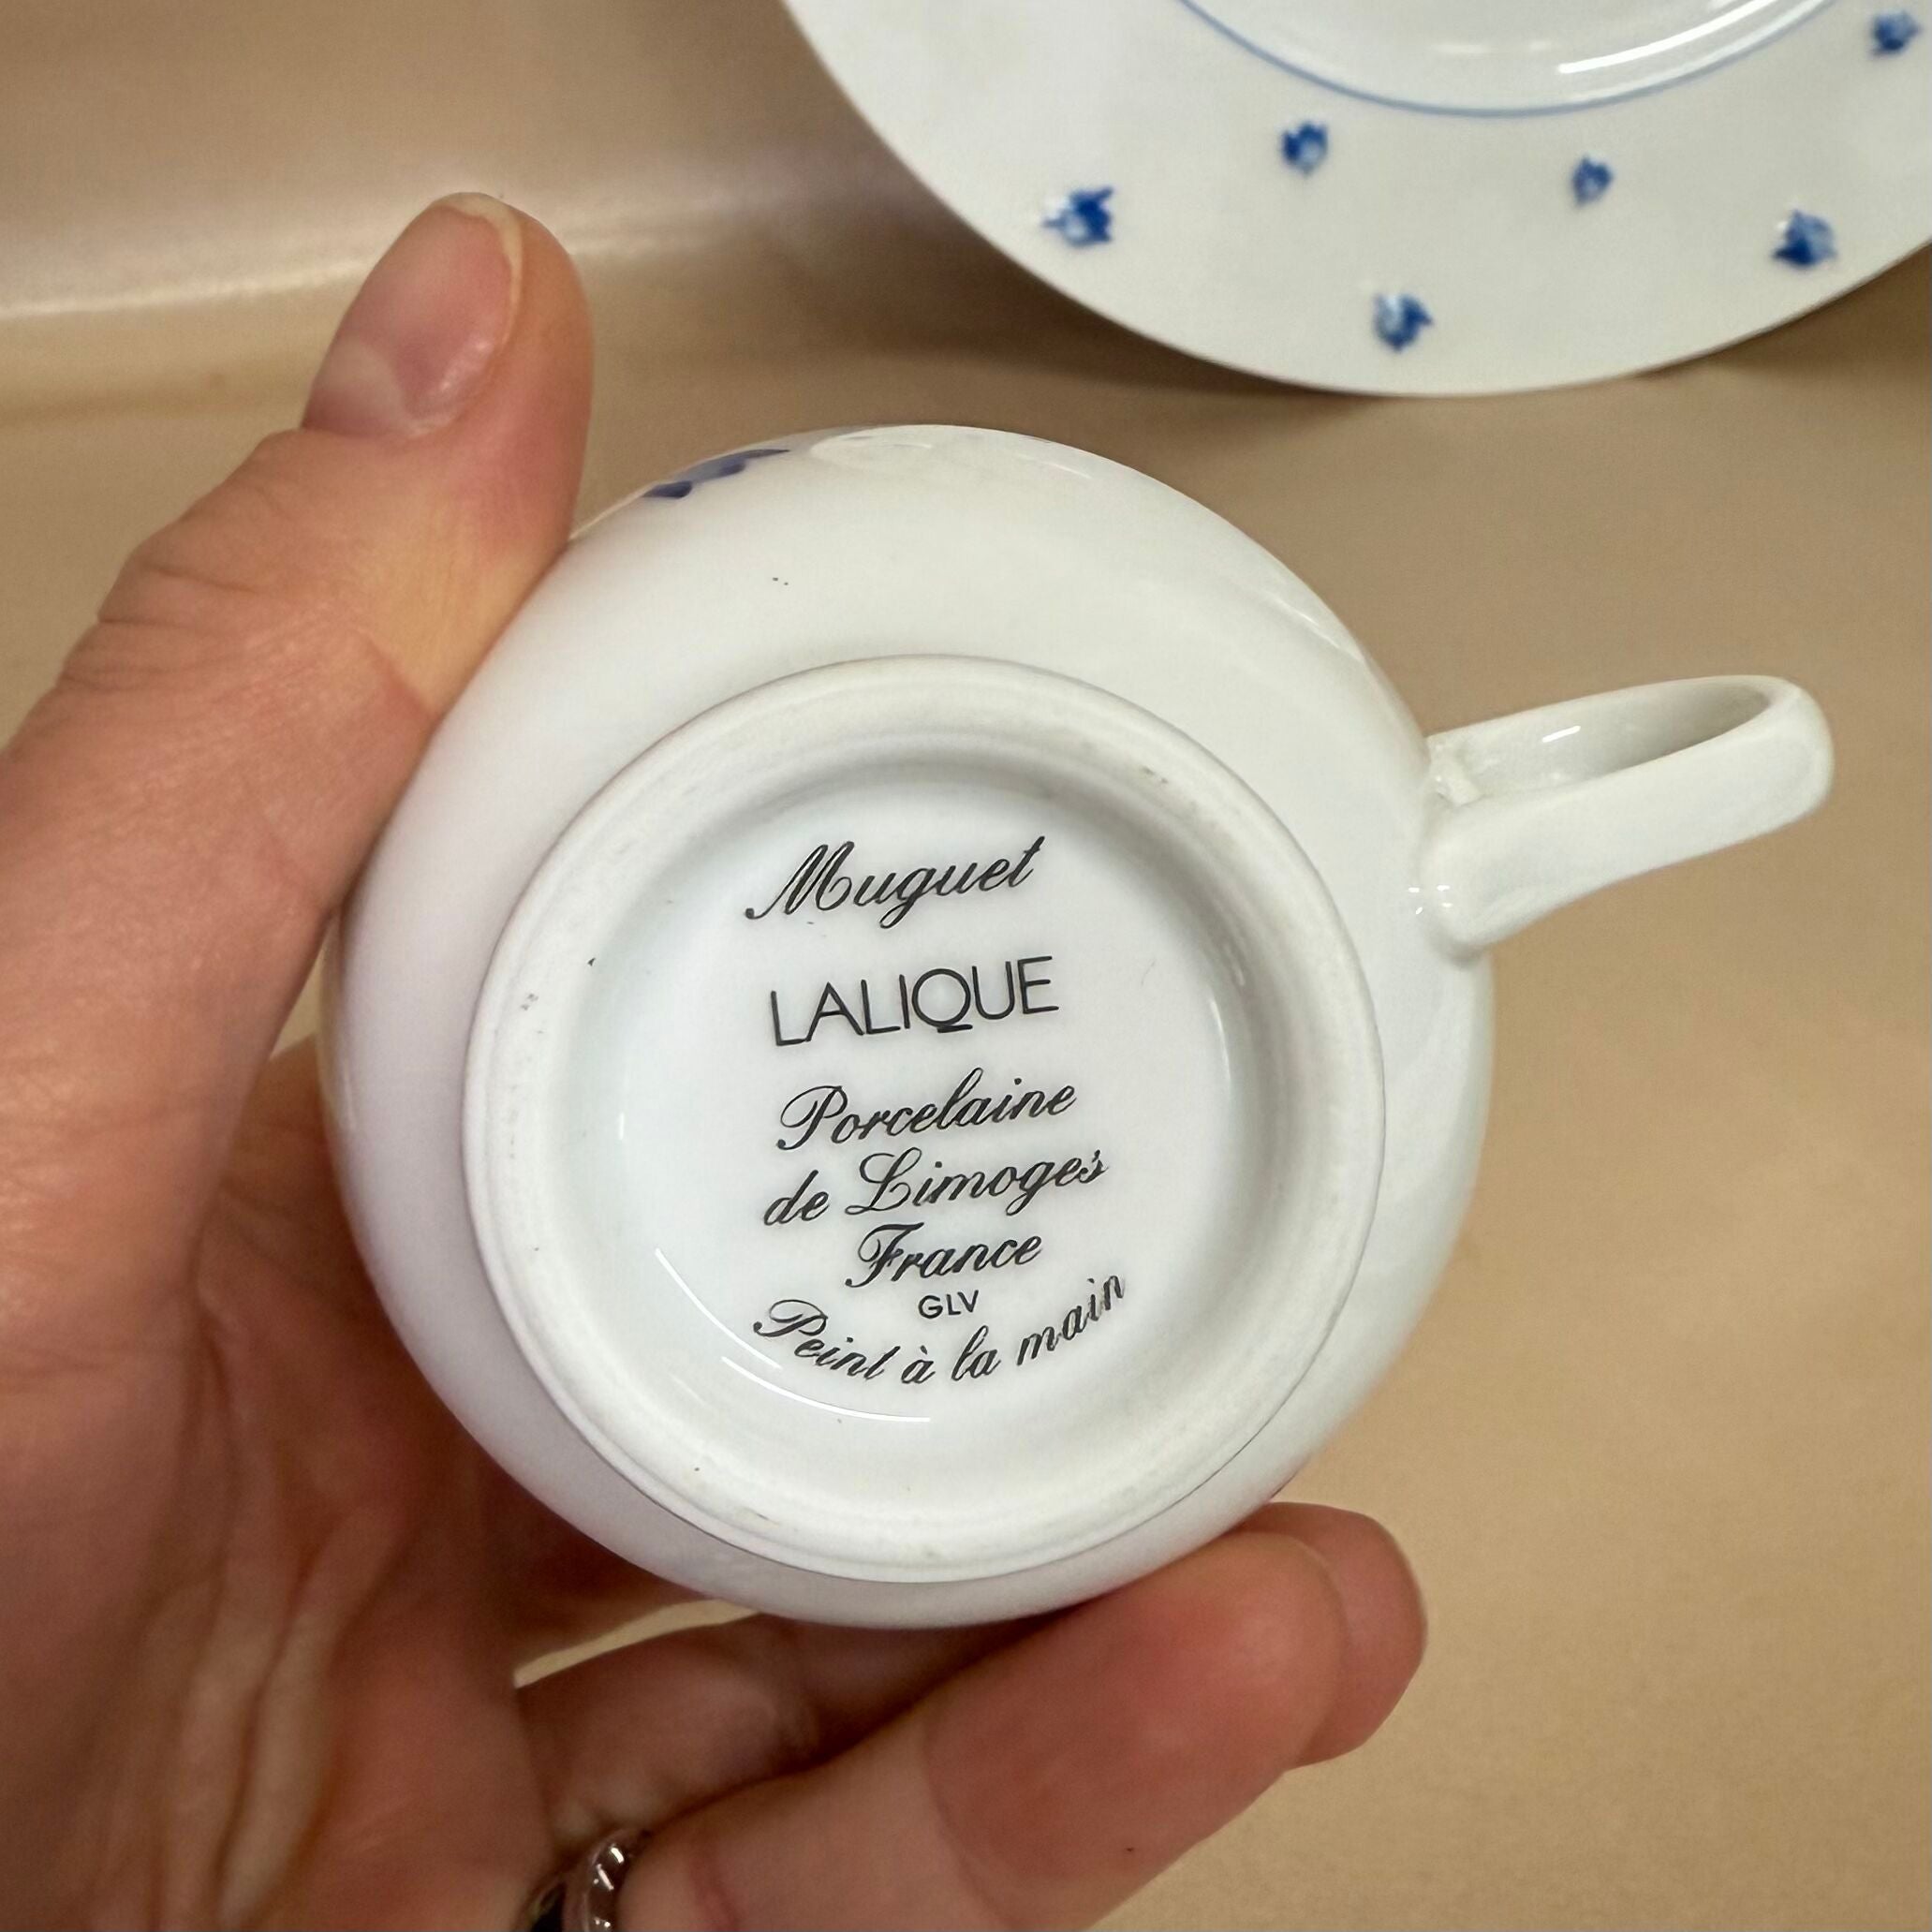 Muguet
LALIQUE
Porcelaine
de Limoges
France
GLV
Peint à la main